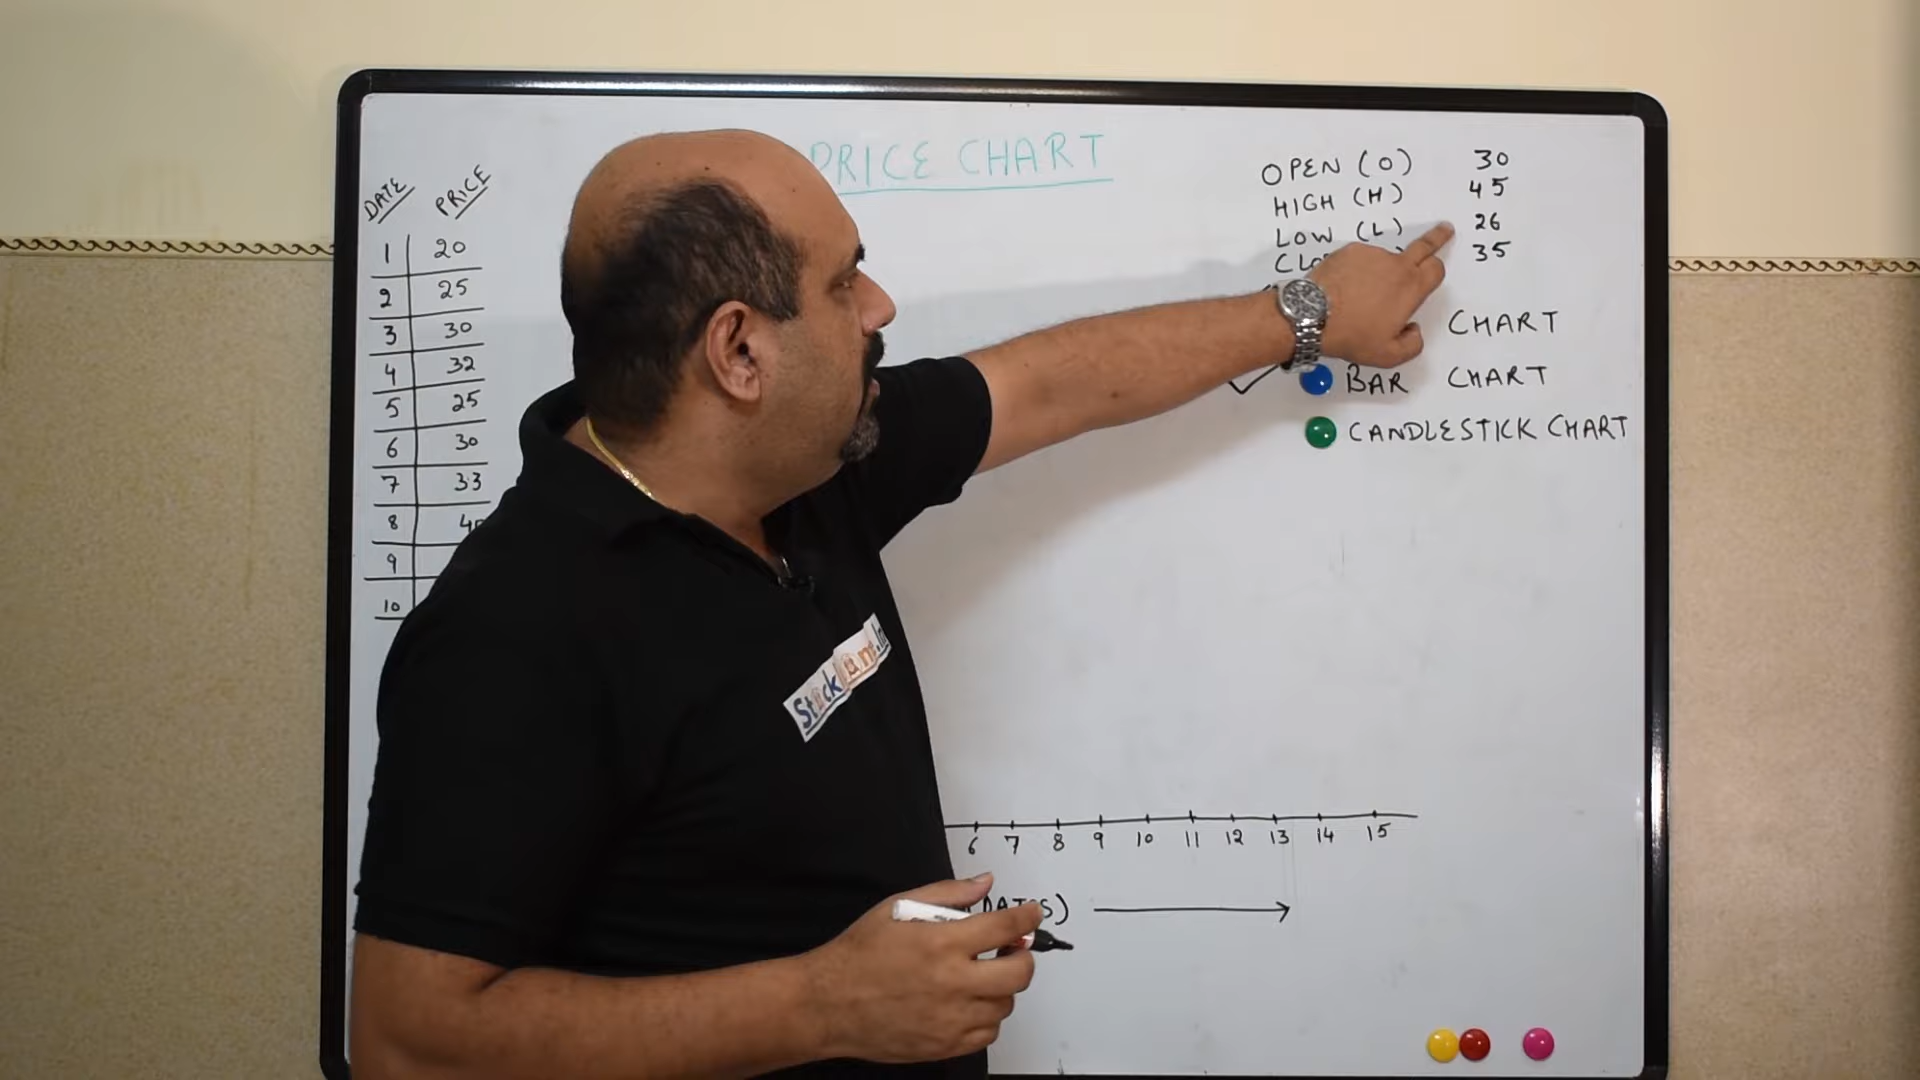 PRICE CHART
DATE PRICE
1 20
2 25
3 30
4 32
5 25
6 30
7 33
8
9
10
OPEN (O) 30
HIGH (H) 45
LOW (L) 26
35
CHART
BAR CHART
CANDLESTICK CHART
6 7 8 9 10 11 12 13 14 15